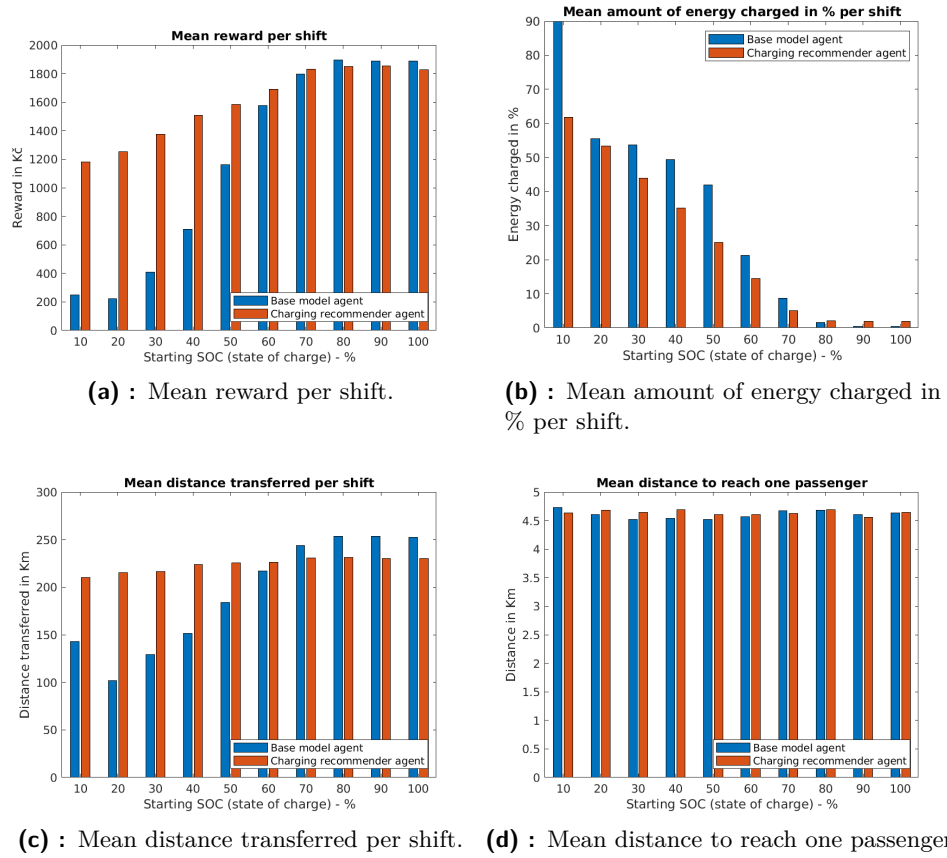 Mean reward per shift
2000
1800
1600
1400
1200
1000
800
600
400
200
0
Reward in Kč
Base model agent
Charging recommender agent
10 20 30 40 50 60 70 80 90 100
Starting SOC (state of charge) - %
(a) : Mean reward per shift.
Mean amount of energy charged in % per shift
90
80
70
60
50
40
30
20
10
0
Energy charged in %
Base model agent
Charging recommender agent
10 20 30 40 50 60 70 80 90 100
Starting SOC (state of charge) - %
(b) : Mean amount of energy charged in
% per shift.
Mean distance transferred per shift
300
250
200
150
100
50
0
Distance transferred in Km
Base model agent
Charging recommender agent
10 20 30 40 50 60 70 80 90 100
Starting SOC (state of charge) - %
(c) : Mean distance transferred per shift.
Mean distance to reach one passenger
5
4.5
4
3.5
3
2.5
2
1.5
1
0.5
0
Distance in Km
Base model agent
Charging recommender agent
10 20 30 40 50 60 70 80 90 100
Starting SOC (state of charge) - %
(d) : Mean distance to reach one passenger